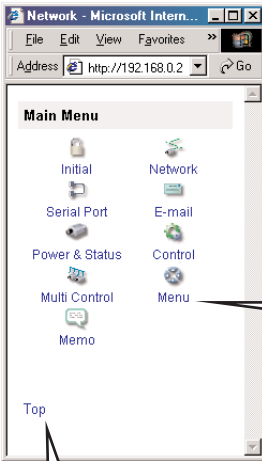 Network - Microsoft Intern...
File Edit View Favorites »
Address http://192.168.0.2 Go
Main Menu
Initial Network
Serial Port E-mail
Power & Status Control
Multi Control Menu
Memo
Top